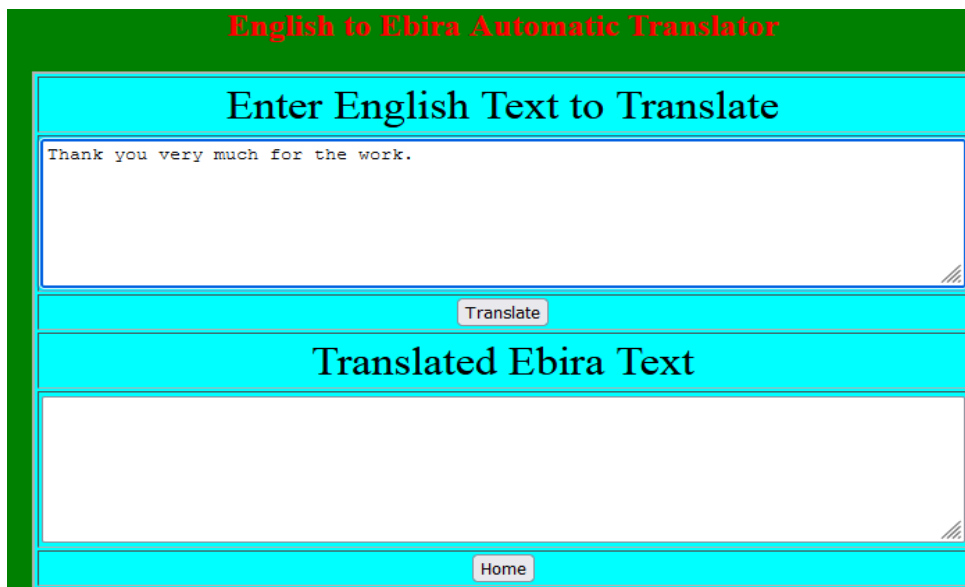 English to Ebira Automatic Translator
Enter English Text to Translate
Thank you very much for the work.
Translate
Translated Ebira Text
Home